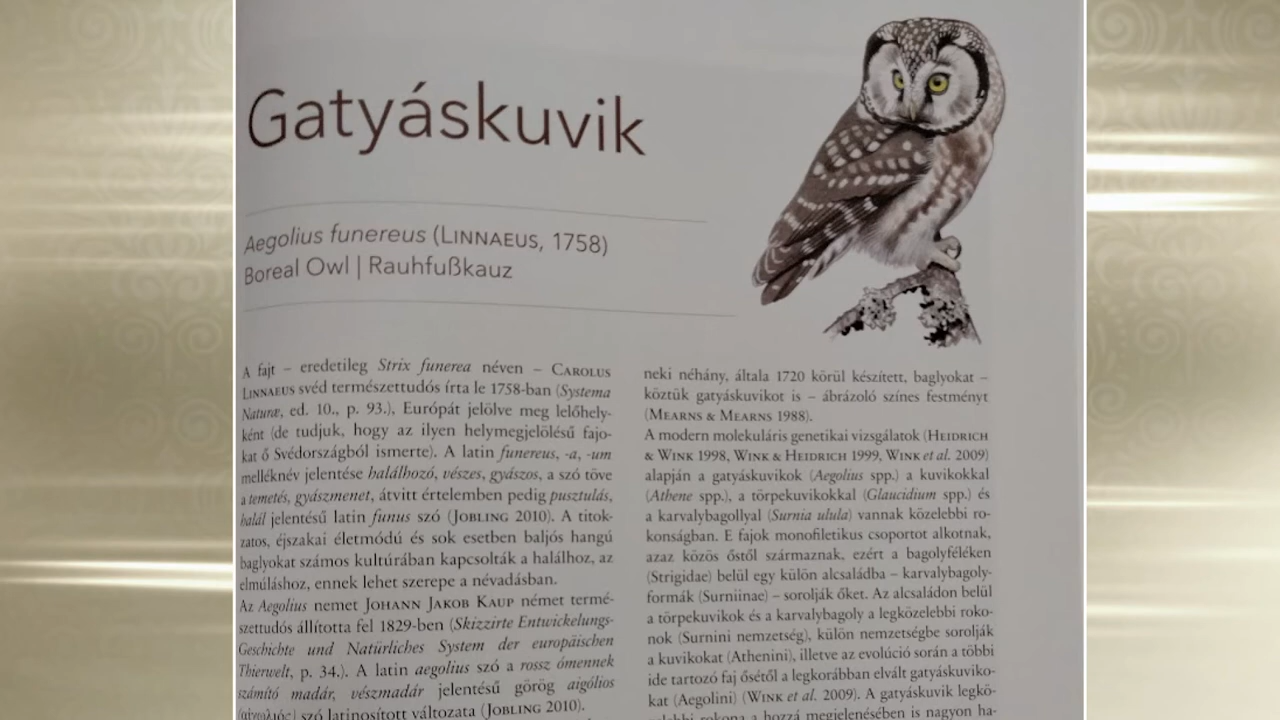 Gatyáskuvik
Aegolius funereus (LINNAEUS, 1758)
Boreal Owl | Rauhfußkauz
A fajt – eredetileg Strix funerea néven – CAROLUS
LINNAEUS svéd természettudós írta le 1758-ban (Systema
Naturæ, ed. 10., p. 93.), Európát jelölve meg lelőhely-
ként (de tudjuk, hogy az ilyen helymegjelölésű fajo-
kat ő Svédországból ismerte). A latin funereus, -a, -um
melléknév jelentése halálhozó, vészes, gyászos, a szó töve
a temetés, gyászmenet, átvitt értelemben pedig pusztulás,
halál jelentésű latin funus szó (JOBLING 2010). A titok-
zatos, éjszakai életmódú és sok esetben baljós hangú
baglyokat számos kultúrában kapcsolták a halálhoz, az
elmúláshoz, ennek lehet szerepe a névadásban.
Az Aegolius nemet JOHANN JAKOB KAUP német termé-
szettudós állította fel 1829-ben (Skizzirte Entwickelungs-
Geschichte und Natürliches System der europäischen
Thierwelt, p. 34.). A latin aegolius szó a rossz ómennek
számító madár, vészmadár jelentésű görög aigólios
(αἰγωλιός) szó latinosított változata (JOBLING 2010).
neki néhány, általa 1720 körül készített, baglyokat –
köztük gatyáskuvikot is – ábrázoló színes festményt
(MEARNS & MEARNS 1988).
A modern molekuláris genetikai vizsgálatok (HEIDRICH
& WINK 1998, WINK & HEIDRICH 1999, WINK et al. 2009)
alapján a gatyáskuvikok (Aegolius spp.) a kuvikokkal
(Athene spp.), a törpekuvikokkal (Glaucidium spp.) és
a karvalybagollyal (Surnia ulula) vannak közelebbi ro-
konságban. E fajok monofiletikus csoportot alkotnak,
azaz közös őstől származnak, ezért a bagolyféléken
(Strigidae) belül egy külön alcsaládba – karvalybagoly-
formák (Surniinae) – sorolják őket. Az alcsaládon belül
a törpekuvikok és a karvalybagoly a legközelebbi roko-
nok (Surnini nemzetség), külön nemzetségbe sorolják
a kuvikokat (Athenini), illetve az evolúció során a többi
ide tartozó faj ősétől a legkorábban elvált gatyáskuviko-
kat (Aegolini) (WINK et al. 2009). A gatyáskuvik legkö-
zelebbi rokona a hozzá megjelenésében is nagyon ha-